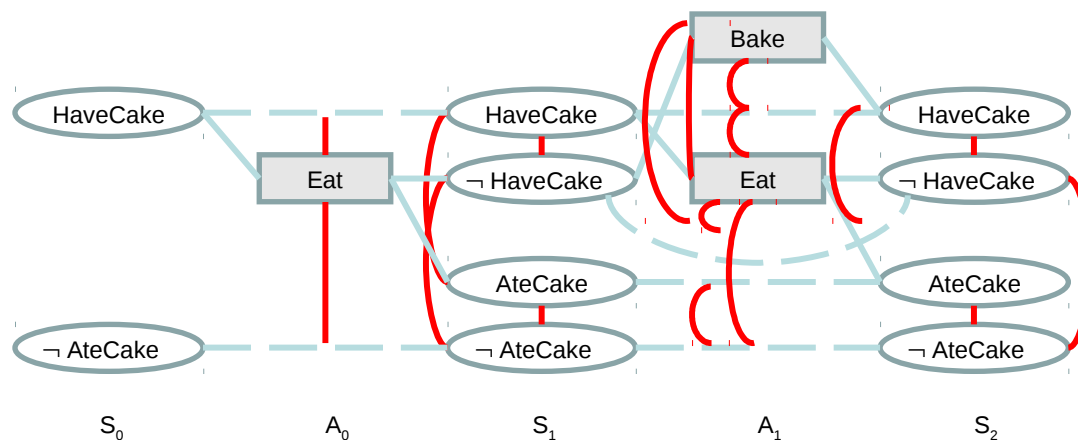 Bake
HaveCake
HaveCake
HaveCake
Eat
¬ HaveCake
Eat
¬ HaveCake
AteCake
AteCake
¬ AteCake
¬ AteCake
¬ AteCake
S₀
A₀
S₁
A₁
S₂